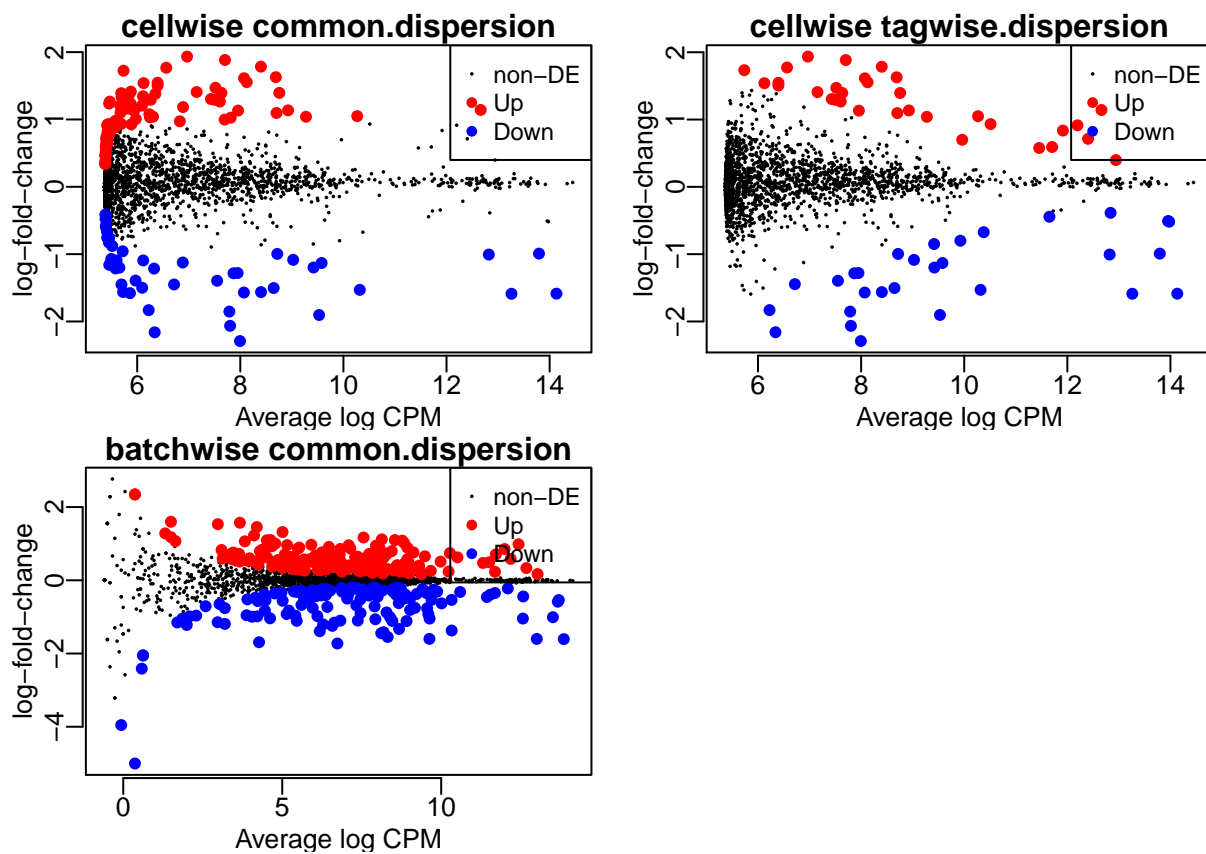 cellwise common.dispersion
log−fold−change
2
1
0
−1
−2
non−DE
Up
Down
6 8 10 12 14
Average log CPM
cellwise tagwise.dispersion
log−fold−change
2
1
0
−1
−2
non−DE
Up
Down
6 8 10 12 14
Average log CPM
batchwise common.dispersion
log−fold−change
2
0
−2
−4
non−DE
Up
Down
0 5 10
Average log CPM